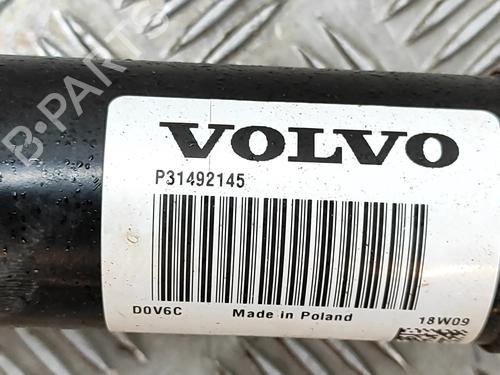 B-PARTS
VOLVO
P31492145
D0V6C Made in Poland 18W09